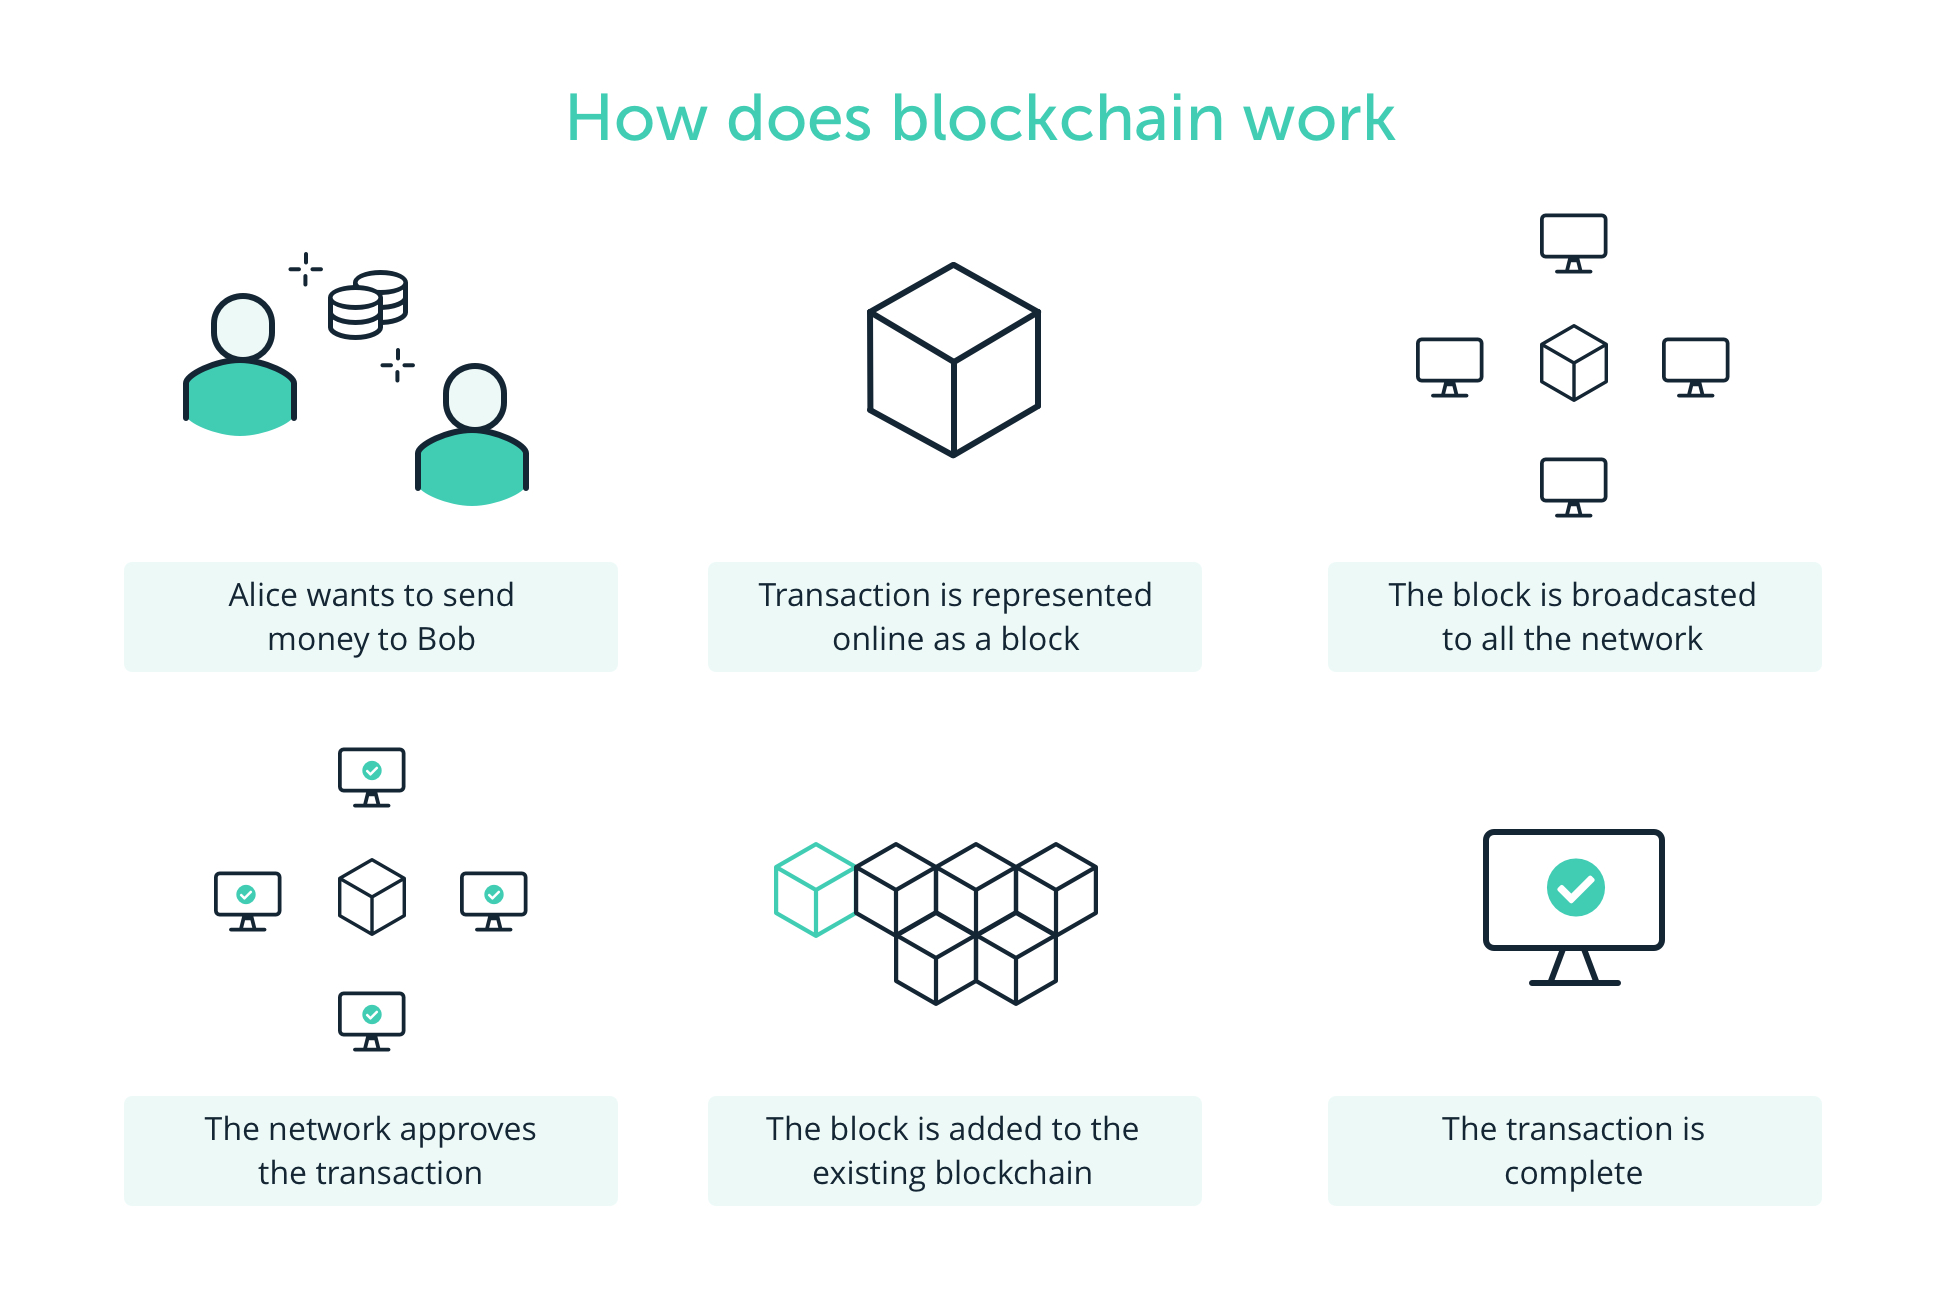 How does blockchain work
Alice wants to send
money to Bob
Transaction is represented
online as a block
The block is broadcasted
to all the network
The network approves
the transaction
The block is added to the
existing blockchain
The transaction is
complete